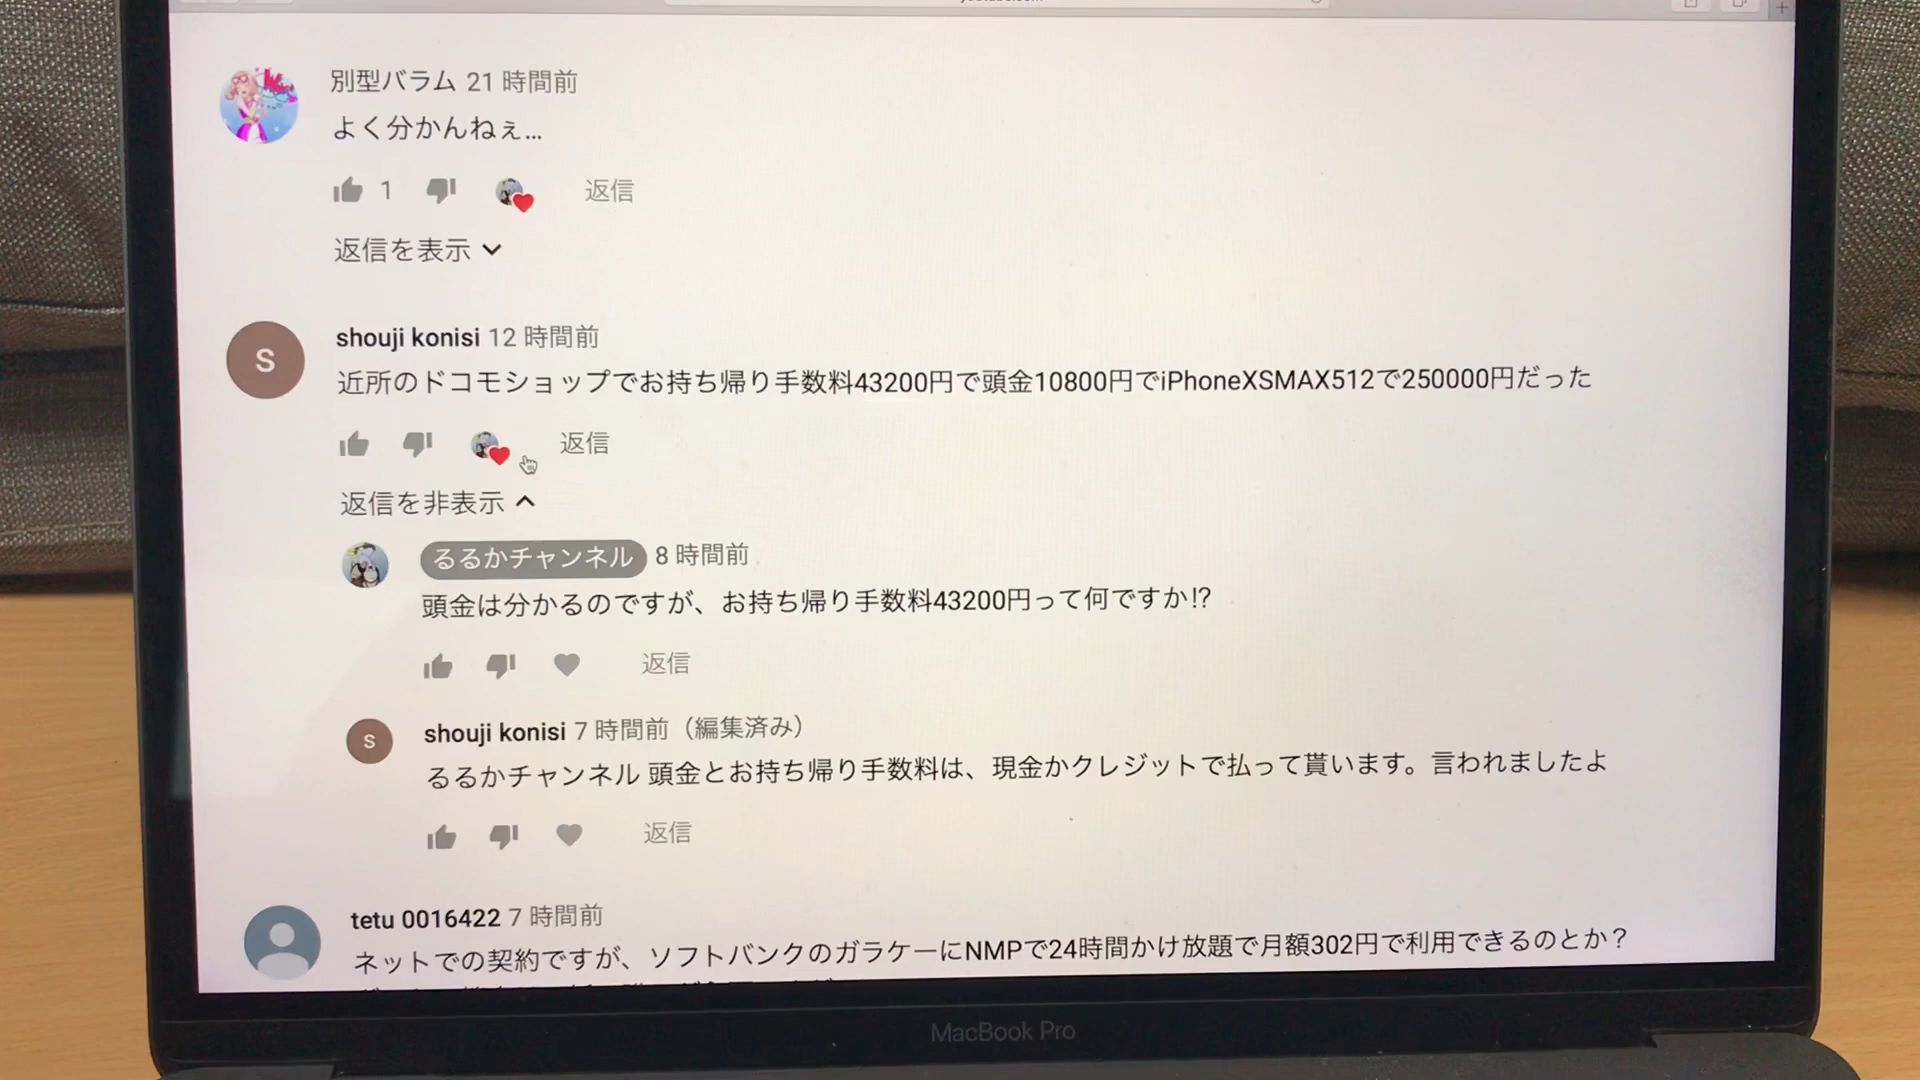 別型バラム 21 時間前
よく分かんねぇ...
1 返信
返信を表示
S
shouji konisi 12 時間前
近所のドコモショップでお持ち帰り手数料43200円で頭金10800円でiPhoneXSMAX512で250000円だった
返信
返信を非表示
るるかチャンネル 8 時間前
頭金は分かるのですが、お持ち帰り手数料43200円って何ですか⁉
返信
S
shouji konisi 7 時間前（編集済み）
るるかチャンネル 頭金とお持ち帰り手数料は、現金かクレジットで払って貰います。言われましたよ
返信
tetu 0016422 7 時間前
ネットでの契約ですが、ソフトバンクのガラケーにNMPで24時間かけ放題で月額302円で利用できるのとか？
MacBook Pro